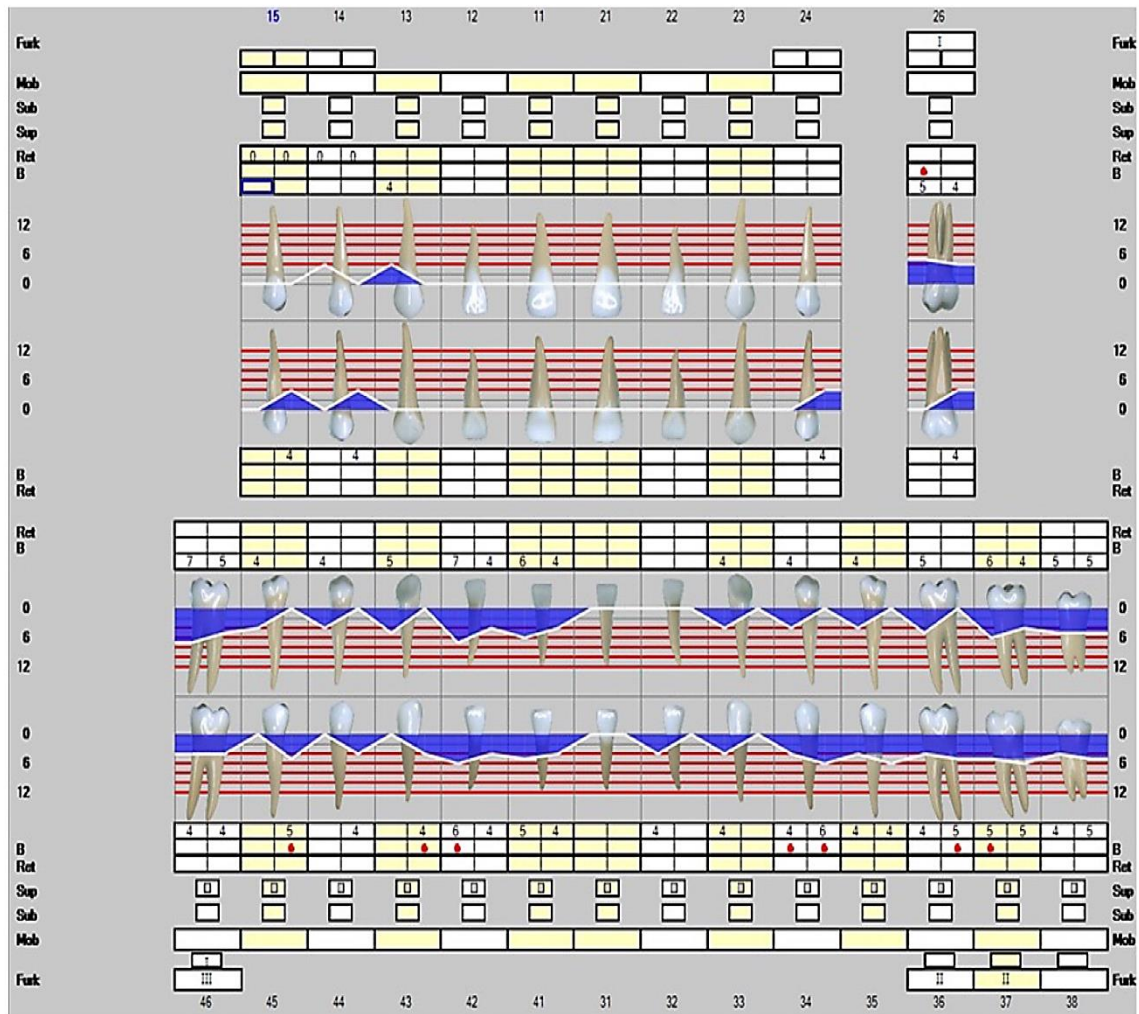 15 14 13 12 11 21 22 23 24 26
Furk I Furk
Mob Mob
Sub Sub
Sup Sup
Ret 0 0 0 0 Ret
B B
4 5 4
12 12
6 6
0 0
12 12
6 6
0 0
4 4 4 4
B B
Ret Ret
Ret Ret
B B
7 5 4 4 5 7 4 6 4 4 4 4 5 6 4 5 5
0 0
6 6
12 12
0 0
6 6
12 12
4 4 5 4 4 6 4 5 4 4 4 4 6 4 4 4 5 5 5 4 5
B B
Ret Ret
Sup Sup
Sub Sub
Mob Mob
I
Furk III II II Furk
46 45 44 43 42 41 31 32 33 34 35 36 37 38